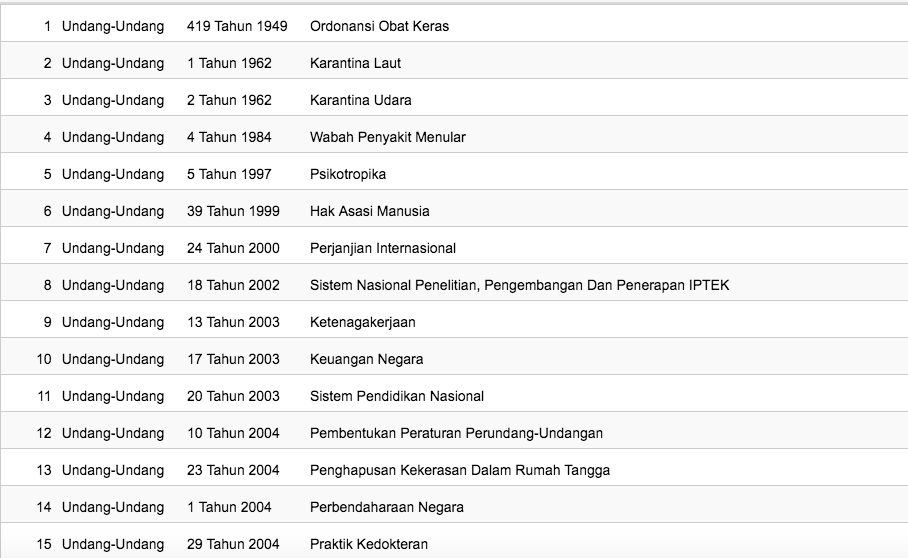 1 Undang-Undang 419 Tahun 1949 Ordonansi Obat Keras
2 Undang-Undang 1 Tahun 1962 Karantina Laut
3 Undang-Undang 2 Tahun 1962 Karantina Udara
4 Undang-Undang 4 Tahun 1984 Wabah Penyakit Menular
5 Undang-Undang 5 Tahun 1997 Psikotropika
6 Undang-Undang 39 Tahun 1999 Hak Asasi Manusia
7 Undang-Undang 24 Tahun 2000 Perjanjian Internasional
8 Undang-Undang 18 Tahun 2002 Sistem Nasional Penelitian, Pengembangan Dan Penerapan IPTEK
9 Undang-Undang 13 Tahun 2003 Ketenagakerjaan
10 Undang-Undang 17 Tahun 2003 Keuangan Negara
11 Undang-Undang 20 Tahun 2003 Sistem Pendidikan Nasional
12 Undang-Undang 10 Tahun 2004 Pembentukan Peraturan Perundang-Undangan
13 Undang-Undang 23 Tahun 2004 Penghapusan Kekerasan Dalam Rumah Tangga
14 Undang-Undang 1 Tahun 2004 Perbendaharaan Negara
15 Undang-Undang 29 Tahun 2004 Praktik Kedokteran